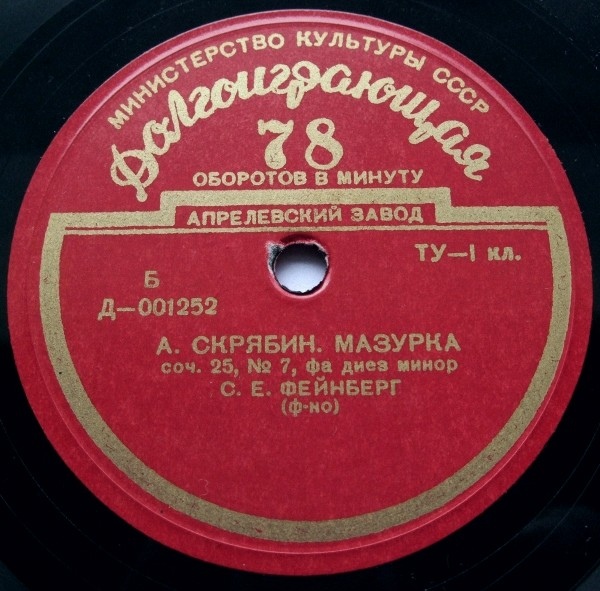 МИНИСТЕРСТВО КУЛЬТУРЫ СССР
Долгоиграющая
78
ОБОРОТОВ В МИНУТУ
АПРЕЛЕВСКИЙ ЗАВОД
ТУ—I кл.
Б
Д—001252
А. СКРЯБИН. МАЗУРКА
соч. 25, № 7, фа диез минор
С. Е. ФЕЙНБЕРГ
(ф-но)